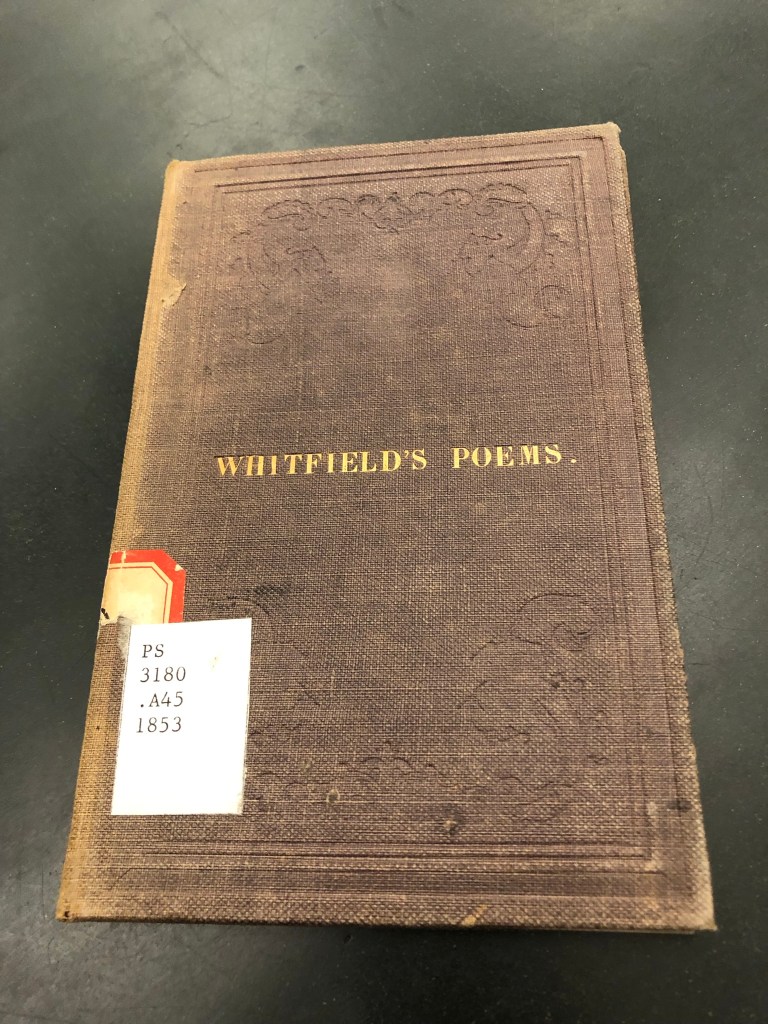 WHITFIELD'S POEMS.
PS
3180
.A45
1853